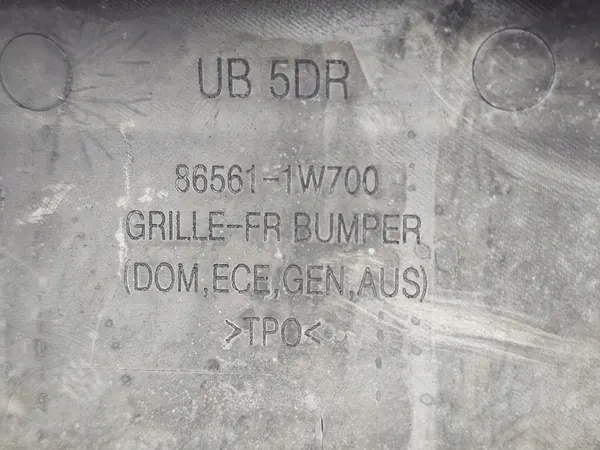 UB 5DR
86561-1W700
GRILLE-FR BUMPER
(DOM,ECE,GEN,AUS)
>TPO<